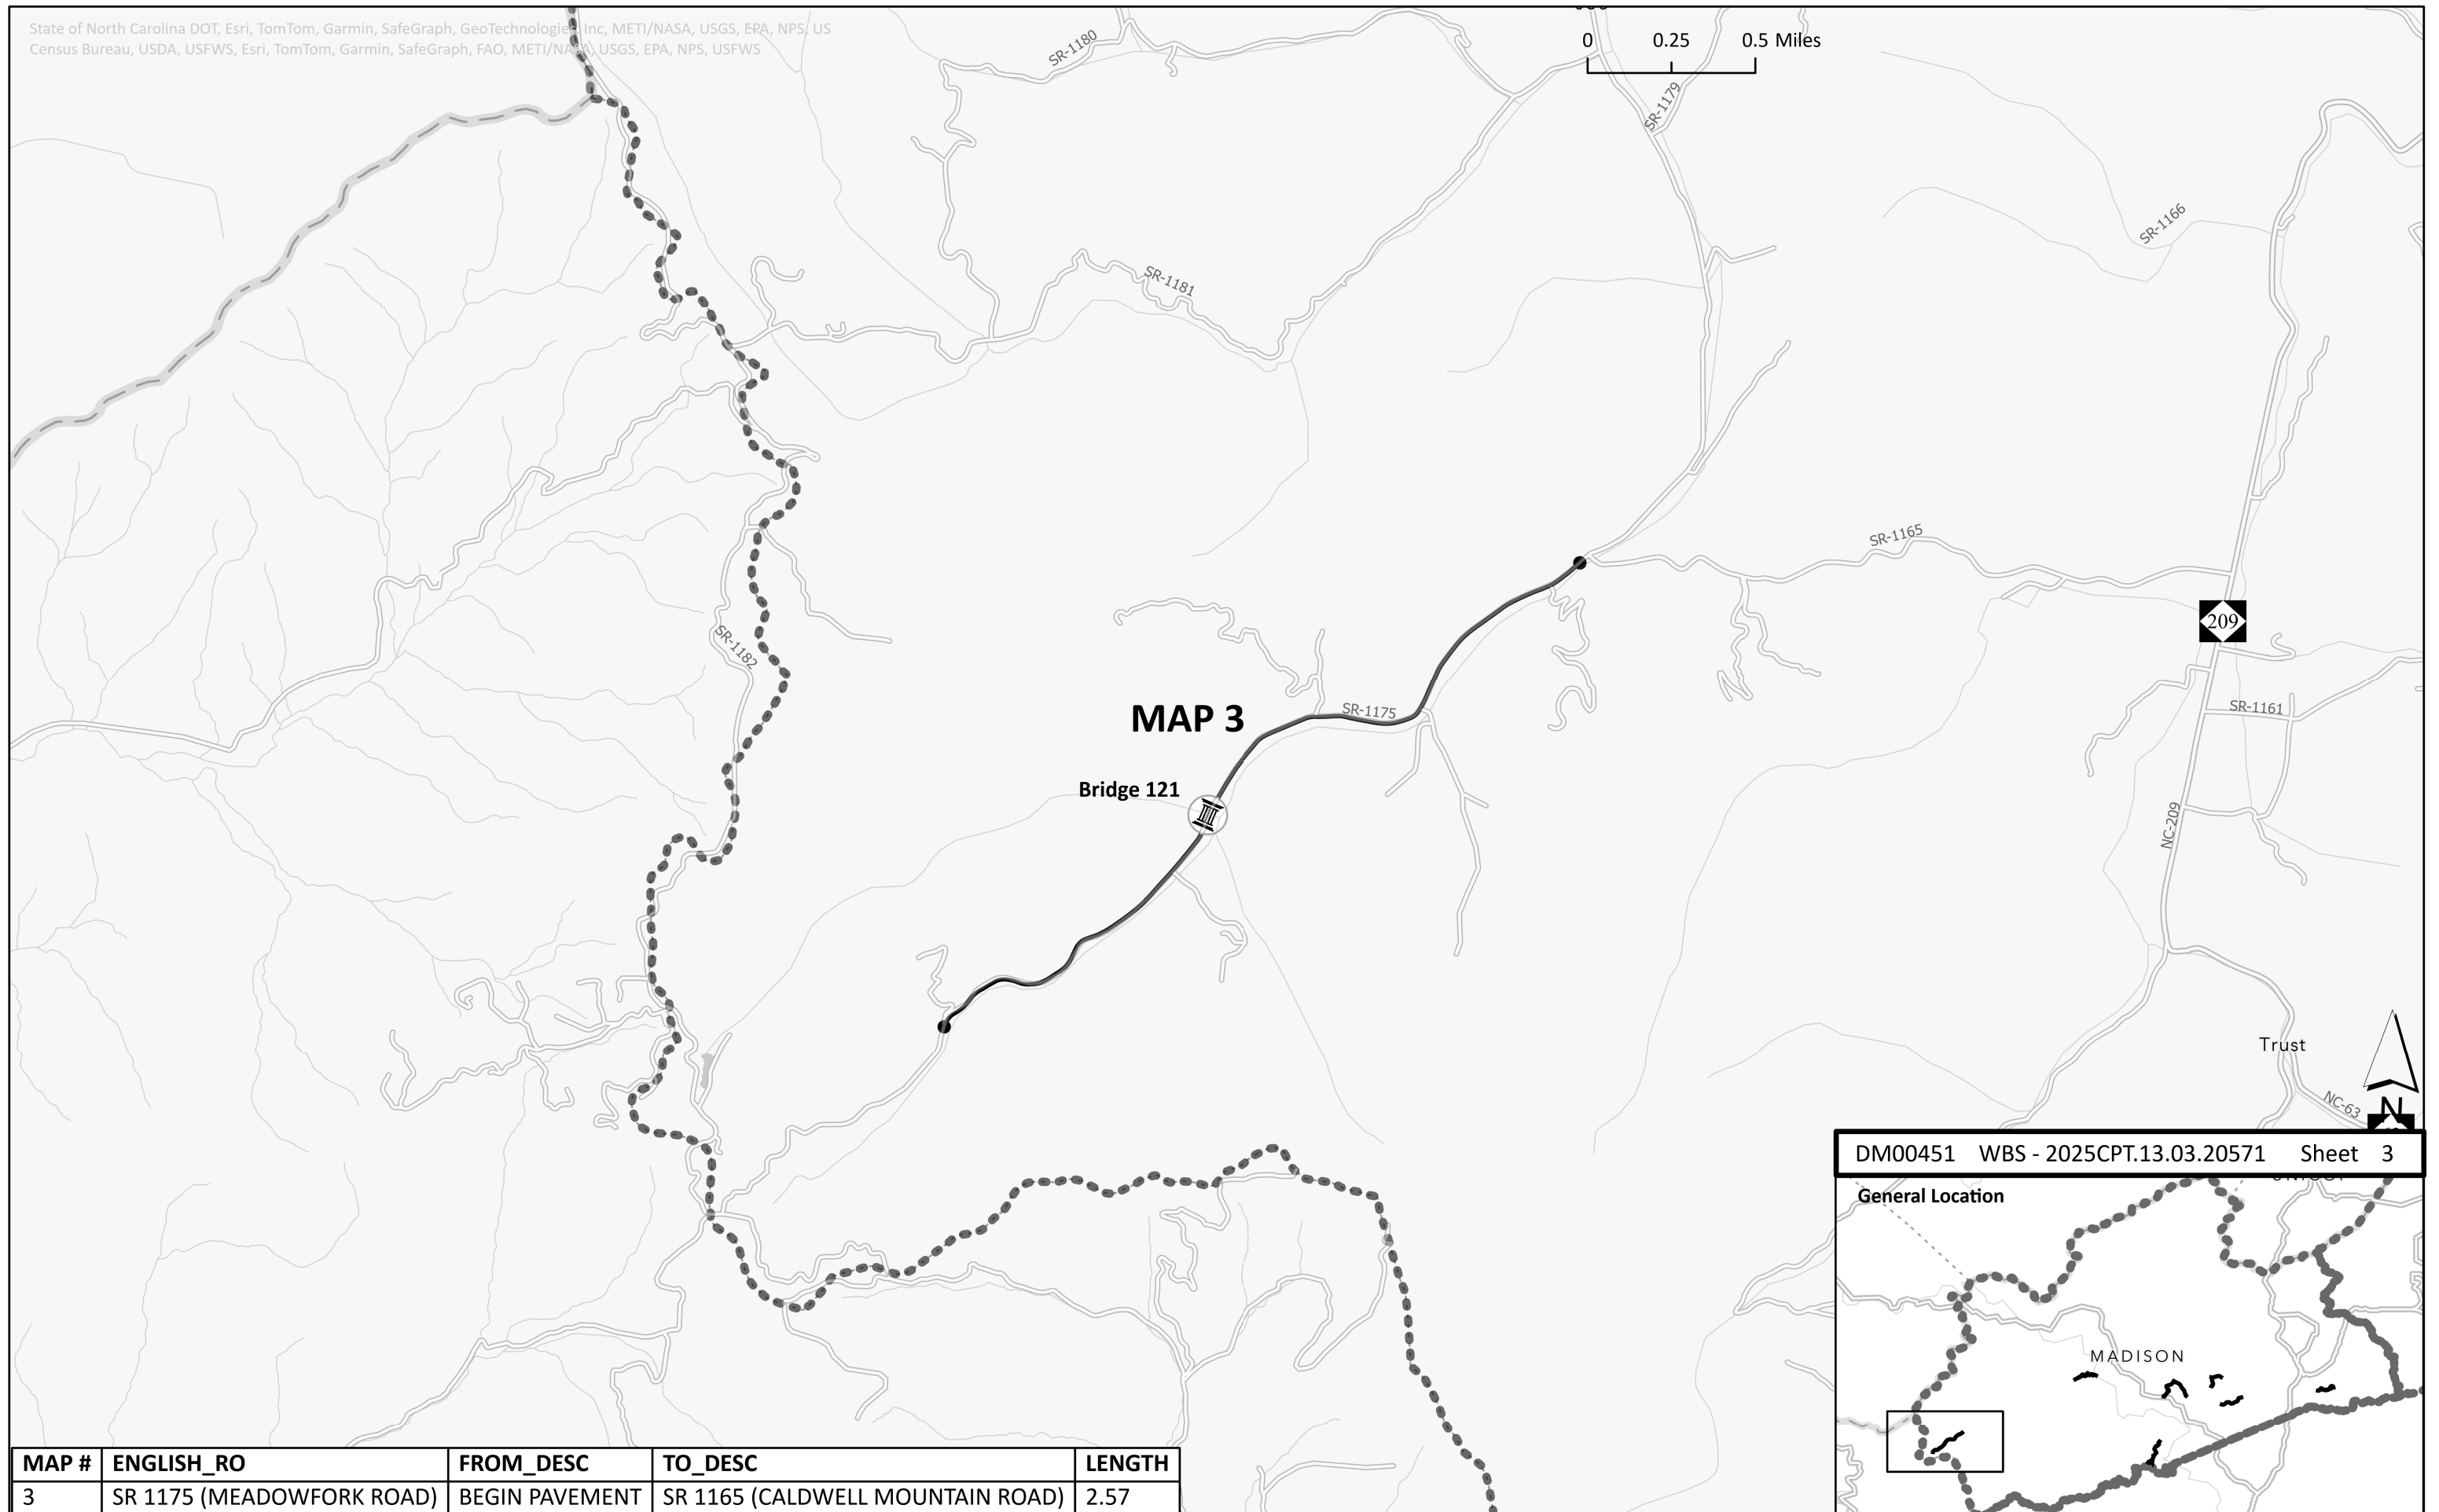 State of North Carolina DOT, Esri, TomTom, Garmin, SafeGraph, GeoTechnologies, Inc, METI/NASA, USGS, EPA, NPS, US
Census Bureau, USDA, USFWS, Esri, TomTom, Garmin, SafeGraph, FAO, METI/NASA, USGS, EPA, NPS, USFWS
0 0.25 0.5 Miles
SR-1180
SR-1179
SR-1166
SR-1181
SR-1165
209
SR-1182
SR-1175
SR-1161
MAP 3
Bridge 121
NC-209
Trust
NC-63
N
DM00451 WBS - 2025CPT.13.03.20571 Sheet 3
General Location
MADISON
MAP # ENGLISH_RO FROM_DESC TO_DESC LENGTH
3 SR 1175 (MEADOWFORK ROAD) BEGIN PAVEMENT SR 1165 (CALDWELL MOUNTAIN ROAD) 2.57